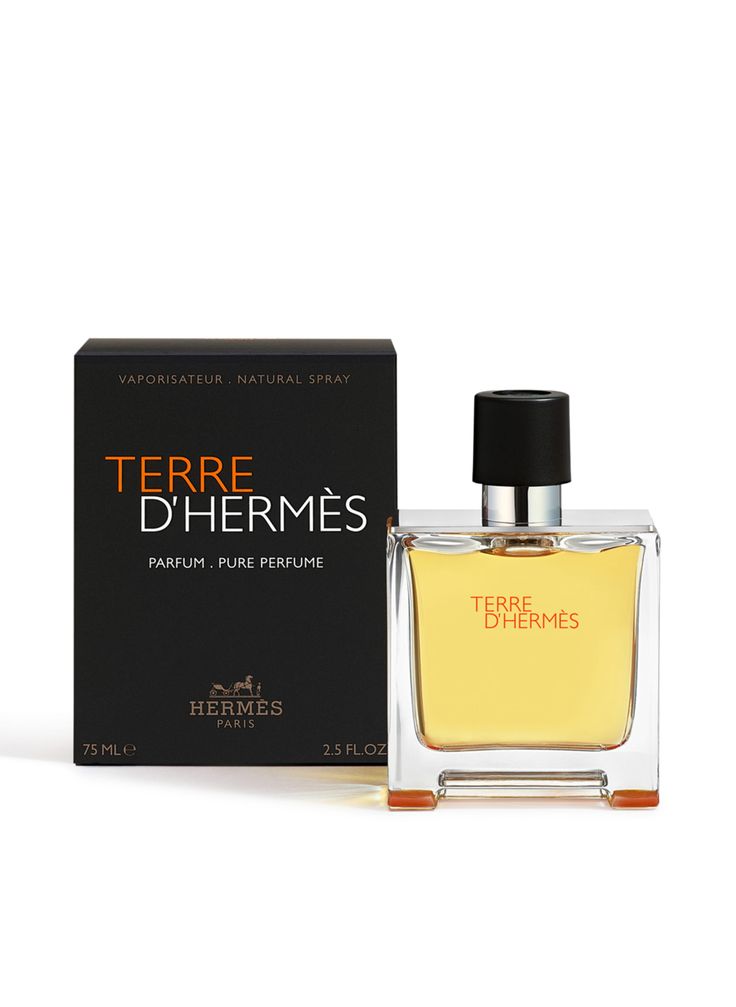 VAPORISATEUR . NATURAL SPRAY
TERRE
D'HERMÈS
PARFUM . PURE PERFUME
HERMÈS
PARIS
75 ML ℮ 2.5 FL.OZ
TERRE
D'HERMÈS